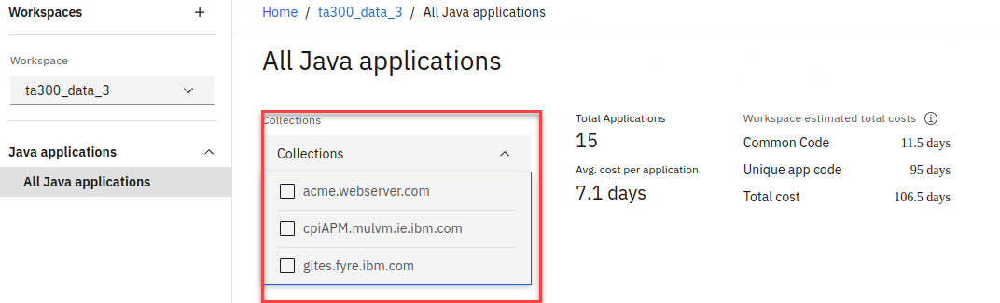 Workspaces
Workspace
ta300_data_3
Java applications
All Java applications
Home / ta300_data_3 / All Java applications
All Java applications
Collections
Collections
acme.webserver.com
cpiAPM.mulvm.ie.ibm.com
gites.fyre.ibm.com
Total Applications
15
Avg. cost per application
7.1 days
Workspace estimated total costs
Common Code 11.5 days
Unique app code 95 days
Total cost 106.5 days